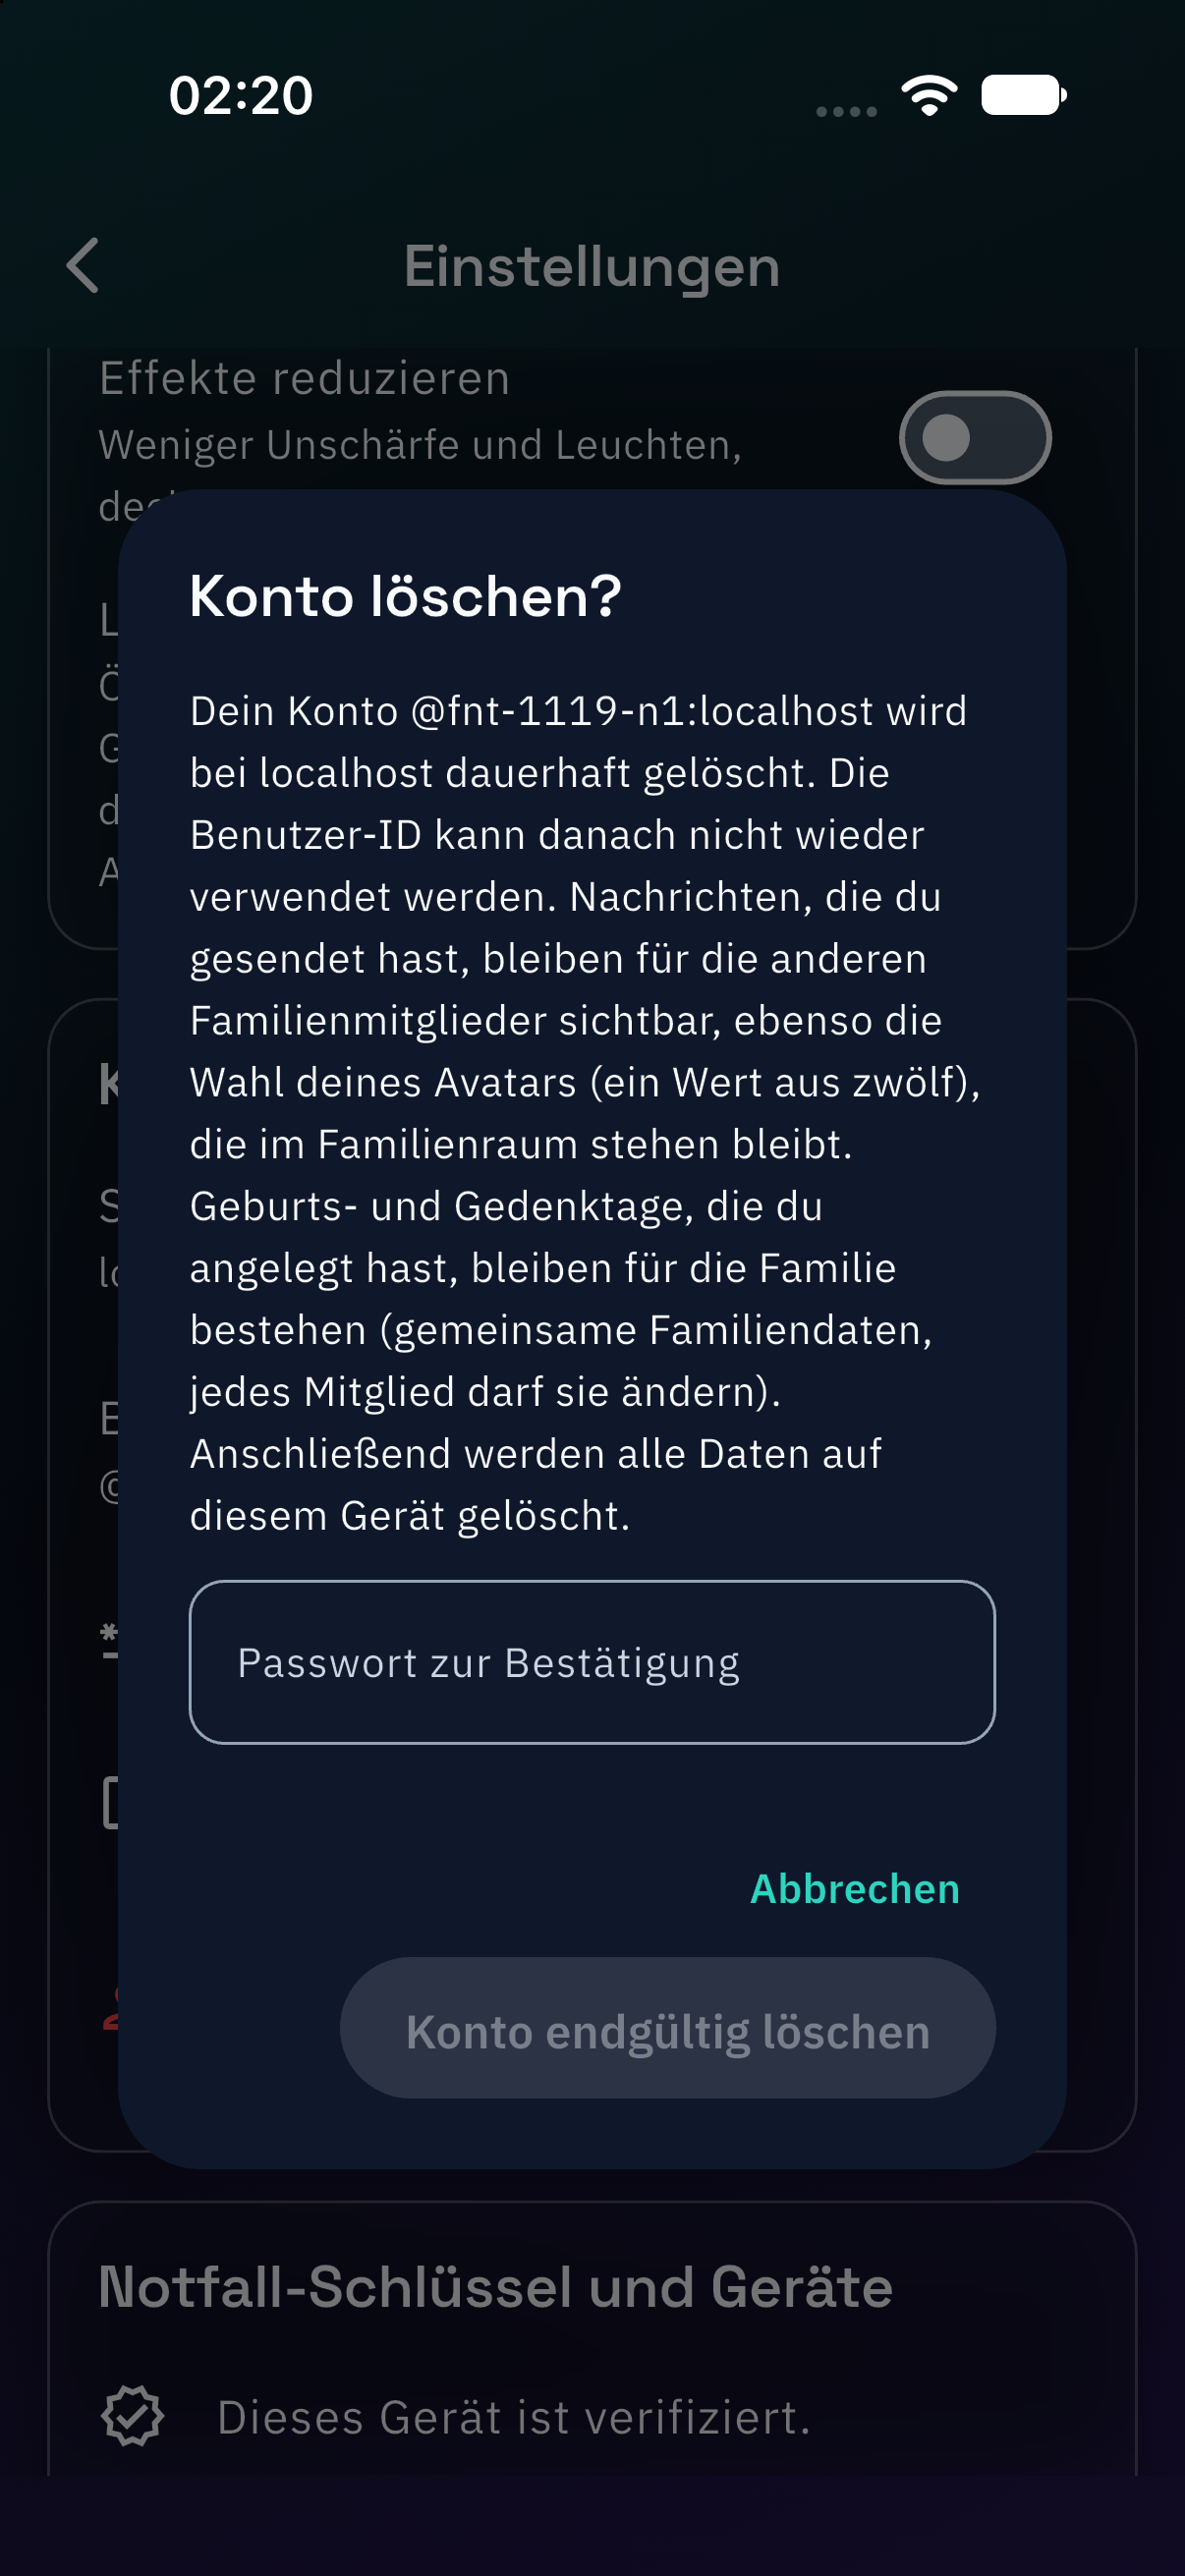 02:20
Einstellungen
Effekte reduzieren
Weniger Unschärfe und Leuchten,
Konto löschen?
Dein Konto @fnt-1119-n1:localhost wird
bei localhost dauerhaft gelöscht. Die
Benutzer-ID kann danach nicht wieder
verwendet werden. Nachrichten, die du
gesendet hast, bleiben für die anderen
Familienmitglieder sichtbar, ebenso die
Wahl deines Avatars (ein Wert aus zwölf),
die im Familienraum stehen bleibt.
Geburts- und Gedenktage, die du
angelegt hast, bleiben für die Familie
bestehen (gemeinsame Familiendaten,
jedes Mitglied darf sie ändern).
Anschließend werden alle Daten auf
diesem Gerät gelöscht.
Passwort zur Bestätigung
Abbrechen
Konto endgültig löschen
Notfall-Schlüssel und Geräte
Dieses Gerät ist verifiziert.